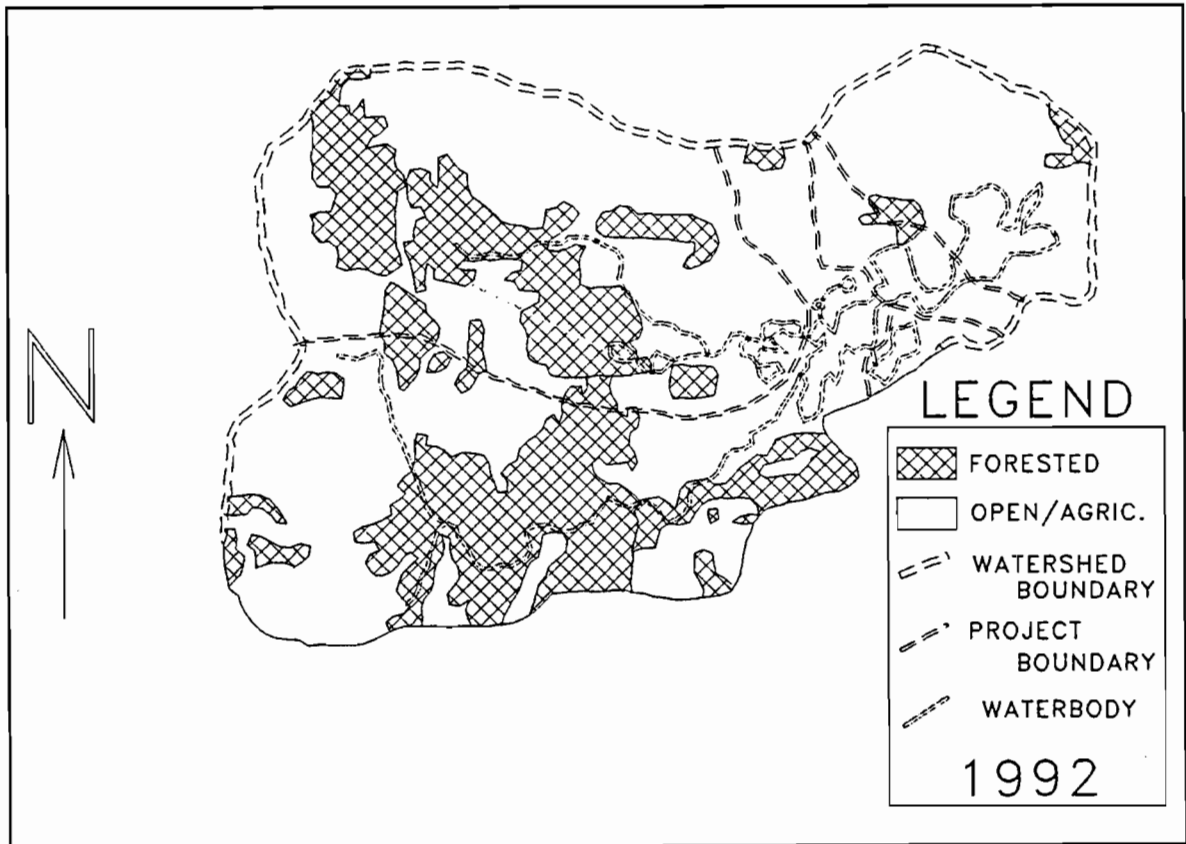 N
LEGEND
FORESTED
OPEN/AGRIC.
WATERSHED
BOUNDARY
PROJECT
BOUNDARY
WATERBODY
1992